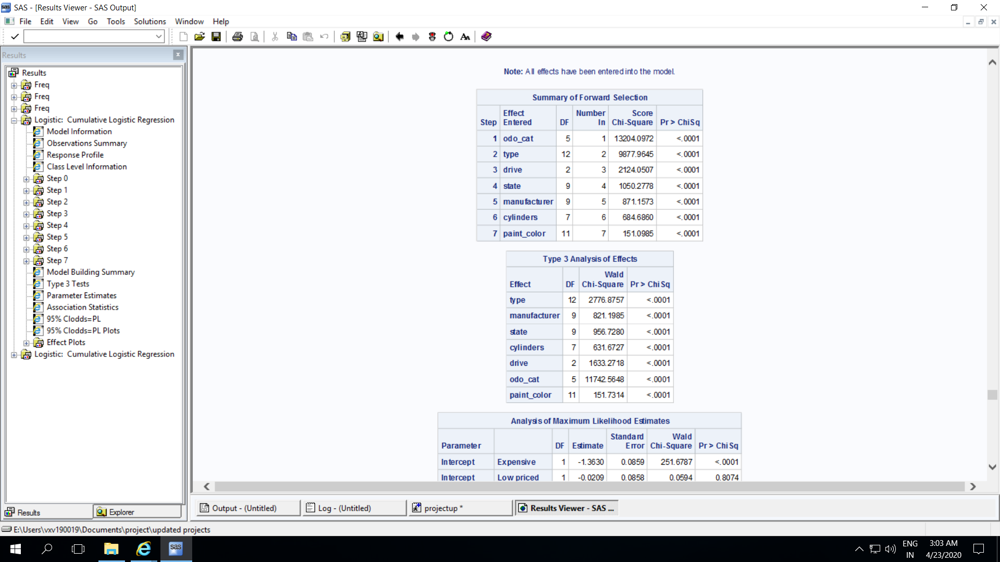 SAS - [Results Viewer - SAS Output]
File Edit View Go Tools Solutions Window Help
Results
Results
Freq
Freq
Freq
Logistic: Cumulative Logistic Regression
Model Information
Observations Summary
Response Profile
Class Level Information
Step 0
Step 1
Step 2
Step 3
Step 4
Step 5
Step 6
Step 7
Model Building Summary
Type 3 Tests
Parameter Estimates
Association Statistics
95% Clodds=PL
95% Clodds=PL Plots
Effect Plots
Logistic: Cumulative Logistic Regression
Results Explorer
Note: All effects have been entered into the model.
Summary of Forward Selection
Step Effect Entered DF Number In Score Chi-Square Pr > ChiSq
1 odo_cat 5 1 13204.0972 <.0001
2 type 12 2 9877.9645 <.0001
3 drive 2 3 2124.0507 <.0001
4 state 9 4 1050.2778 <.0001
5 manufacturer 9 5 871.1573 <.0001
6 cylinders 7 6 684.6860 <.0001
7 paint_color 11 7 151.0985 <.0001
Type 3 Analysis of Effects
Effect DF Wald Chi-Square Pr > ChiSq
type 12 2776.8757 <.0001
manufacturer 9 821.1985 <.0001
state 9 956.7280 <.0001
cylinders 7 631.6727 <.0001
drive 2 1633.2718 <.0001
odo_cat 5 11742.5648 <.0001
paint_color 11 151.7314 <.0001
Analysis of Maximum Likelihood Estimates
Parameter DF Estimate Standard Error Wald Chi-Square Pr > ChiSq
Intercept Expensive 1 -1.3630 0.0859 251.6787 <.0001
Intercept Low priced 1 -0.0209 0.0858 0.0594 0.8074
Output - (Untitled) Log - (Untitled) projectup * Results Viewer - SAS ...
E:\Users\vxv190019\Documents\project\updated projects
sas
ENG
IN
3:03 AM
4/23/2020